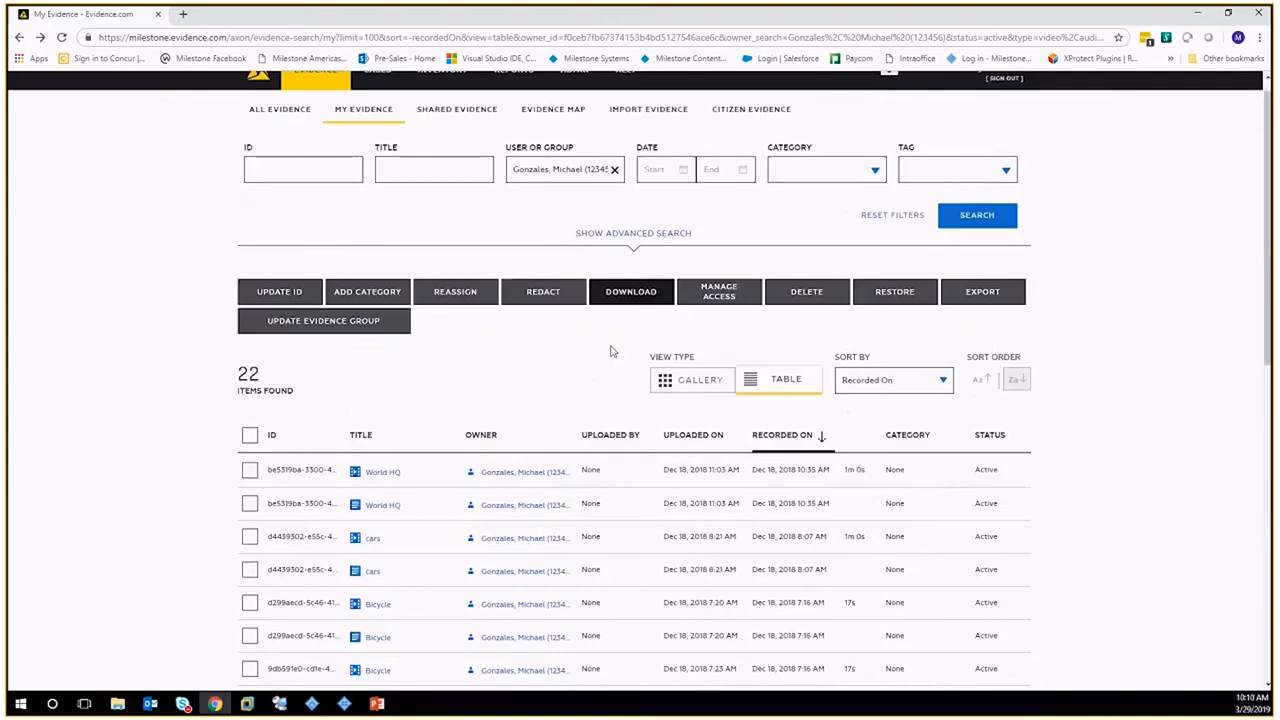 My Evidence - Evidence.com
https://milestone.evidence.com/axon/evidence-search/my?limit=100&sort=-recordedOn&view=table&owner_id=f0ceb7f67374153b4bd5127546ca6c&owner_search=Gonzales%2C%20Michael%20(123456)&status=active&type=video%2Caudi...
Apps Sign in to Concur | ... Milestone Facebook Milestone Americas... Pre-Sales - Home Visual Studio IDE, C... Milestone Systems Milestone Content... Login | Salesforce Paycom Intraoffice Log in - Milestone... XProtect Plugins | R... » Other bookmarks
( SIGN OUT )
ALL EVIDENCE MY EVIDENCE SHARED EVIDENCE EVIDENCE MAP IMPORT EVIDENCE CITIZEN EVIDENCE
ID TITLE USER OR GROUP DATE CATEGORY TAG
Gonzales, Michael (1234 Start End
RESET FILTERS SEARCH
SHOW ADVANCED SEARCH
UPDATE ID ADD CATEGORY REASSIGN REDACT DOWNLOAD MANAGE ACCESS DELETE RESTORE EXPORT
UPDATE EVIDENCE GROUP
22
ITEMS FOUND
VIEW TYPE SORT BY SORT ORDER
GALLERY TABLE Recorded On Az Za
ID TITLE OWNER UPLOADED BY UPLOADED ON RECORDED ON CATEGORY STATUS
be5319ba-3300-4... World HQ Gonzales, Michael (1234... None Dec 18, 2018 11:03 AM Dec 18, 2018 10:35 AM 1m 0s None Active
be5319ba-3300-4... World HQ Gonzales, Michael (1234... None Dec 18, 2018 11:03 AM Dec 18, 2018 10:35 AM None Active
d4439302-e55c-4... cars Gonzales, Michael (1234... None Dec 18, 2018 8:21 AM Dec 18, 2018 8:07 AM 1m 0s None Active
d4439302-e55c-4... cars Gonzales, Michael (1234... None Dec 18, 2018 8:21 AM Dec 18, 2018 8:07 AM None Active
d299aecd-5c46-41... Bicycle Gonzales, Michael (1234... None Dec 18, 2018 7:20 AM Dec 18, 2018 7:16 AM 17s None Active
d299aecd-5c46-41... Bicycle Gonzales, Michael (1234... None Dec 18, 2018 7:20 AM Dec 18, 2018 7:16 AM None Active
9db591e0-cd1e-4... Bicycle Gonzales, Michael (1234... None Dec 18, 2018 7:23 AM Dec 18, 2018 7:16 AM 17s None Active
10:10 AM
3/29/2019